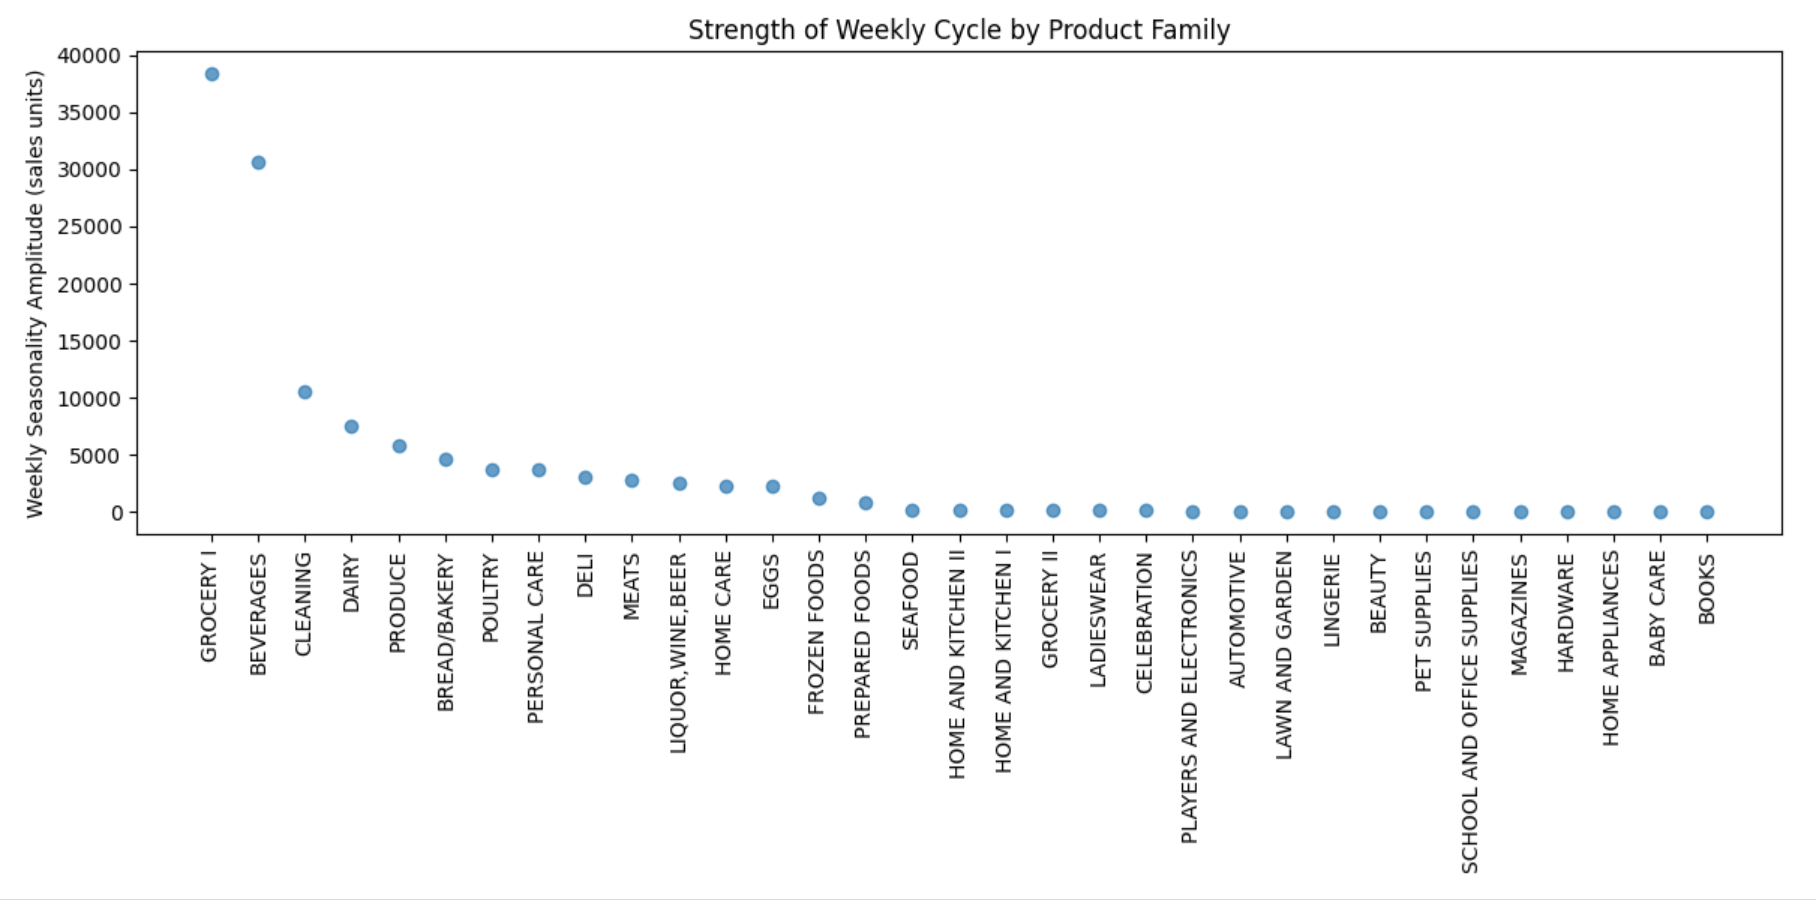 Strength of Weekly Cycle by Product Family
Weekly Seasonality Amplitude (sales units)
40000
35000
30000
25000
20000
15000
10000
5000
0
GROCERY I
BEVERAGES
CLEANING
DAIRY
PRODUCE
BREAD/BAKERY
POULTRY
PERSONAL CARE
DELI
MEATS
LIQUOR,WINE,BEER
HOME CARE
EGGS
FROZEN FOODS
PREPARED FOODS
SEAFOOD
HOME AND KITCHEN II
HOME AND KITCHEN I
GROCERY II
LADIESWEAR
CELEBRATION
PLAYERS AND ELECTRONICS
AUTOMOTIVE
LAWN AND GARDEN
LINGERIE
BEAUTY
PET SUPPLIES
SCHOOL AND OFFICE SUPPLIES
MAGAZINES
HARDWARE
HOME APPLIANCES
BABY CARE
BOOKS